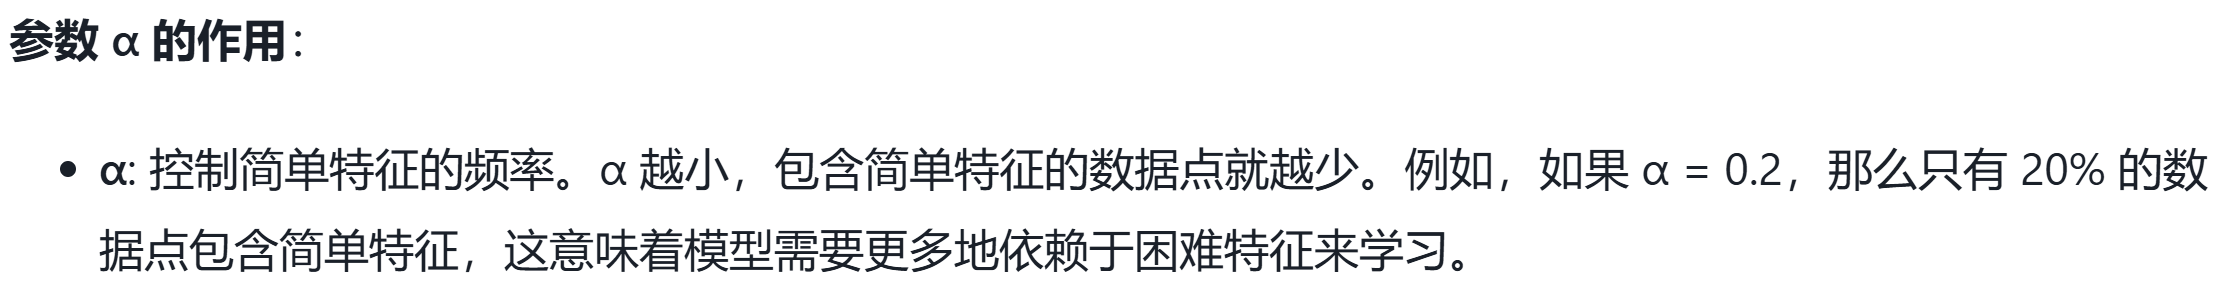 参数 α 的作用：
• α: 控制简单特征的频率。α 越小，包含简单特征的数据点就越少。例如，如果 α = 0.2，那么只有 20% 的数
据点包含简单特征，这意味着模型需要更多地依赖于困难特征来学习。